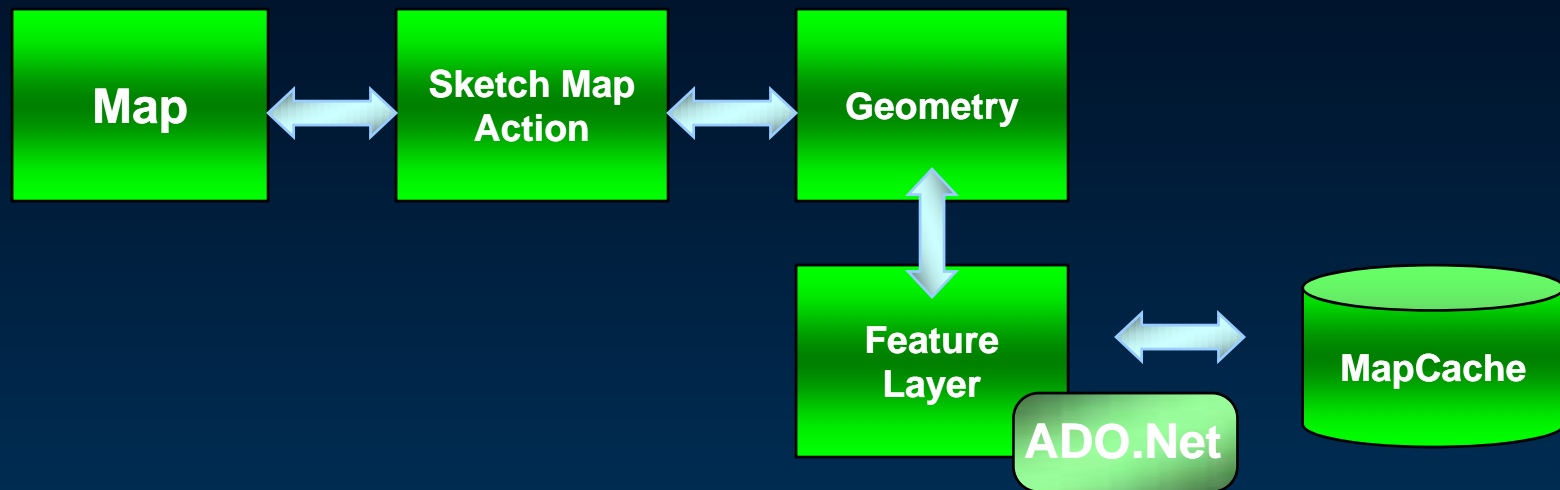 Map
Sketch Map
Action
Geometry
Feature
Layer
ADO.Net
MapCache